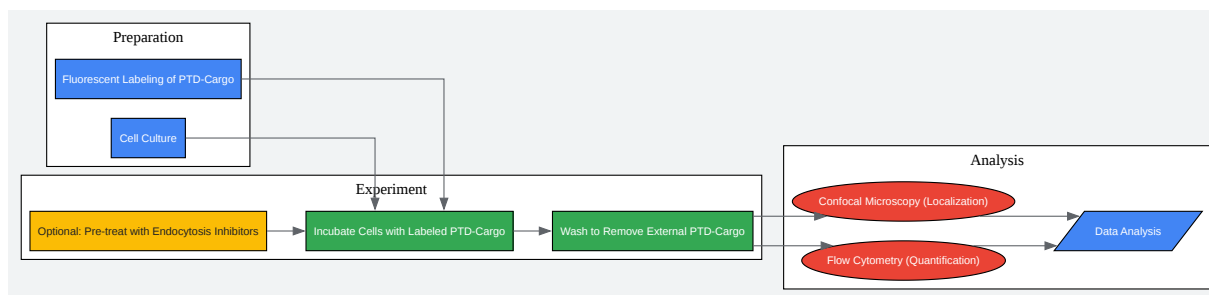 Preparation
Fluorescent Labeling of PTD-Cargo
Cell Culture
Experiment
Optional: Pre-treat with Endocytosis Inhibitors
Incubate Cells with Labeled PTD-Cargo
Wash to Remove External PTD-Cargo
Analysis
Confocal Microscopy (Localization)
Flow Cytometry (Quantification)
Data Analysis